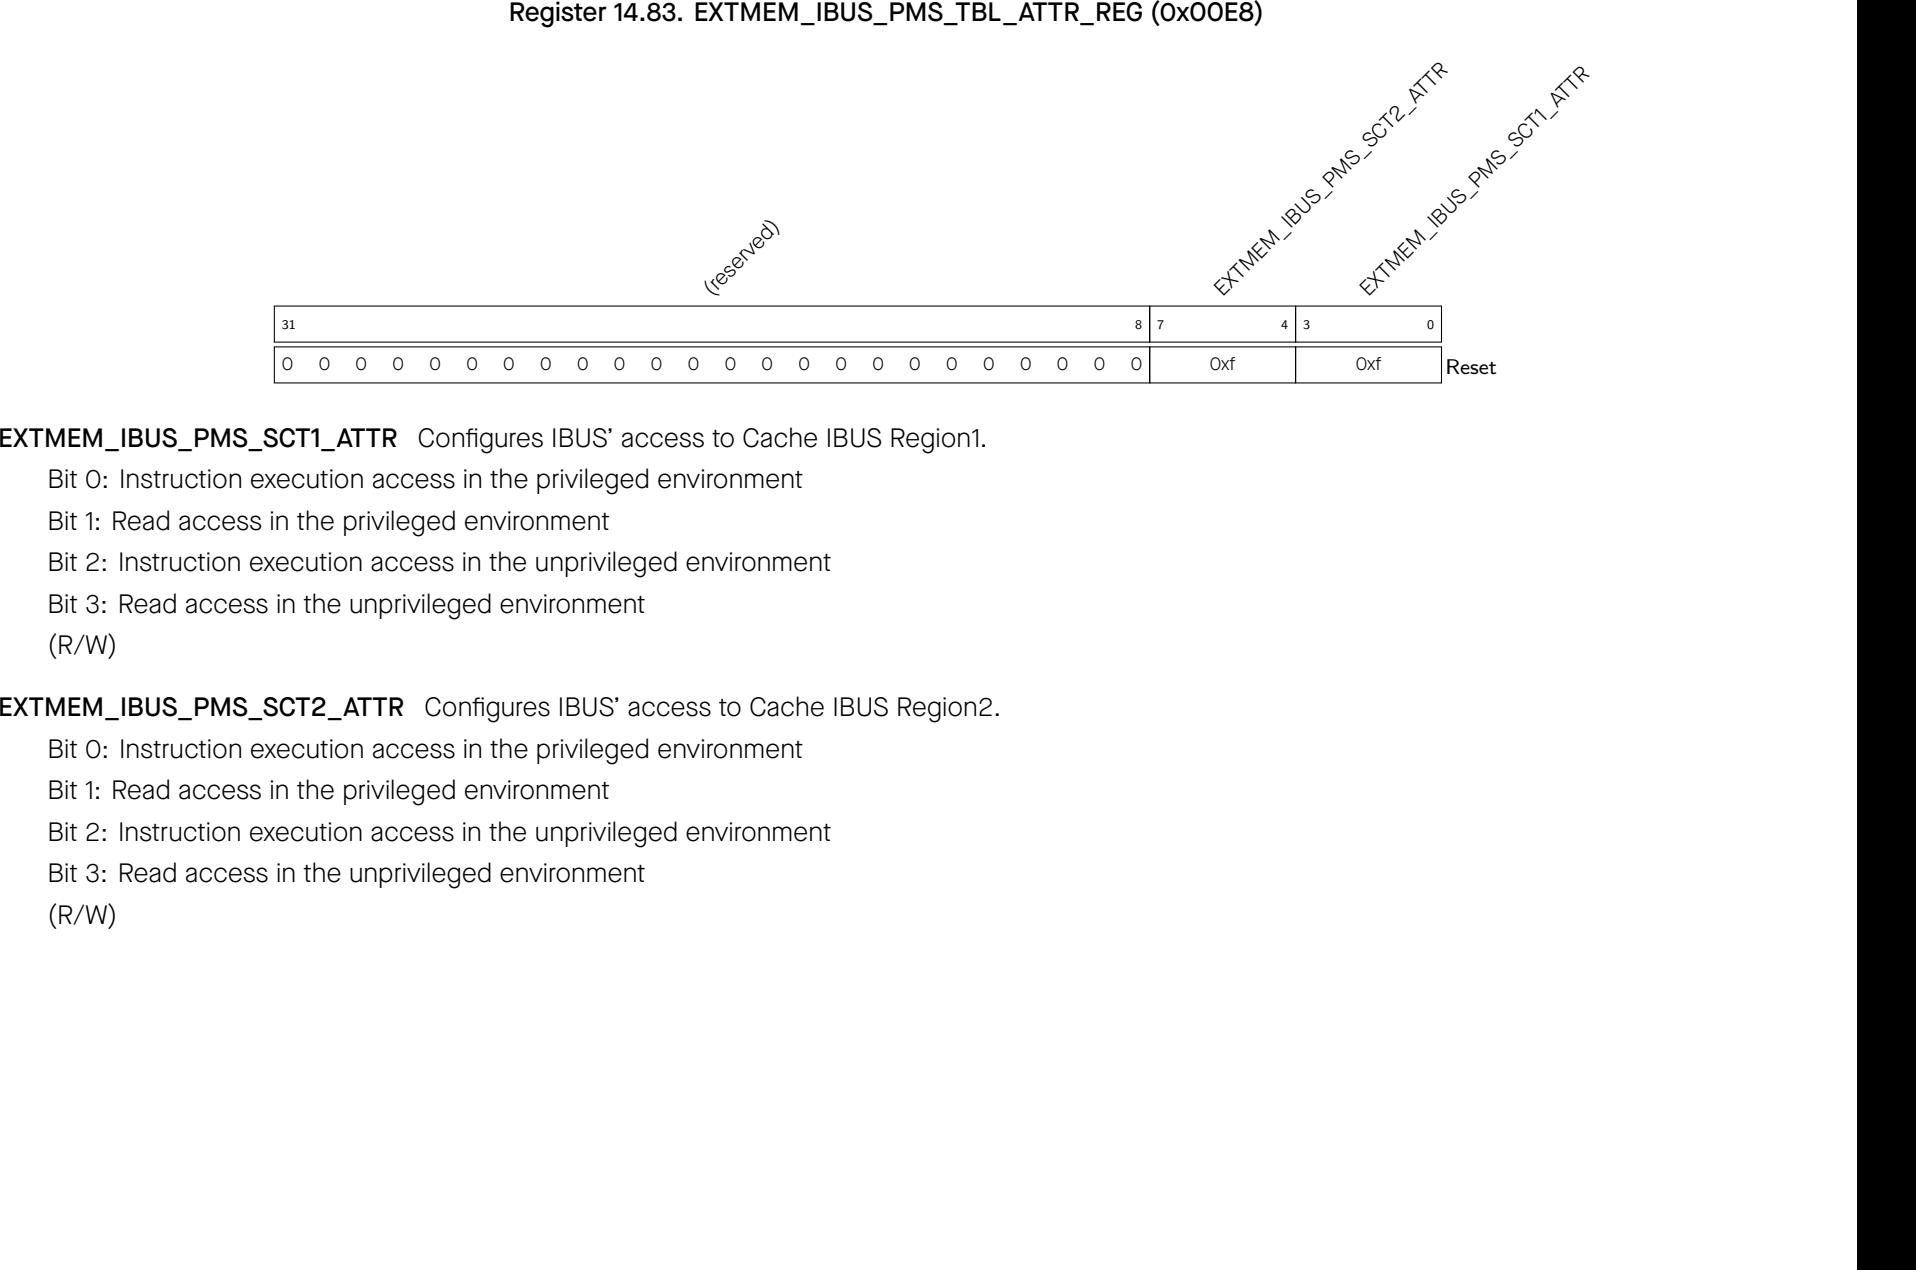 Register 14.83. EXTMEM_IBUS_PMS_TBL_ATTR_REG (0x00E8)
(reserved)
EXTMEM_IBUS_PMS_SCT2_ATTR
EXTMEM_IBUS_PMS_SCT1_ATTR
31 8 7 4 3 0
0 0 0 0 0 0 0 0 0 0 0 0 0 0 0 0 0 0 0 0 0 0 0 0 0xf 0xf Reset
EXTMEM_IBUS_PMS_SCT1_ATTR Configures IBUS’ access to Cache IBUS Region1.
Bit 0: Instruction execution access in the privileged environment
Bit 1: Read access in the privileged environment
Bit 2: Instruction execution access in the unprivileged environment
Bit 3: Read access in the unprivileged environment
(R/W)
EXTMEM_IBUS_PMS_SCT2_ATTR Configures IBUS’ access to Cache IBUS Region2.
Bit 0: Instruction execution access in the privileged environment
Bit 1: Read access in the privileged environment
Bit 2: Instruction execution access in the unprivileged environment
Bit 3: Read access in the unprivileged environment
(R/W)